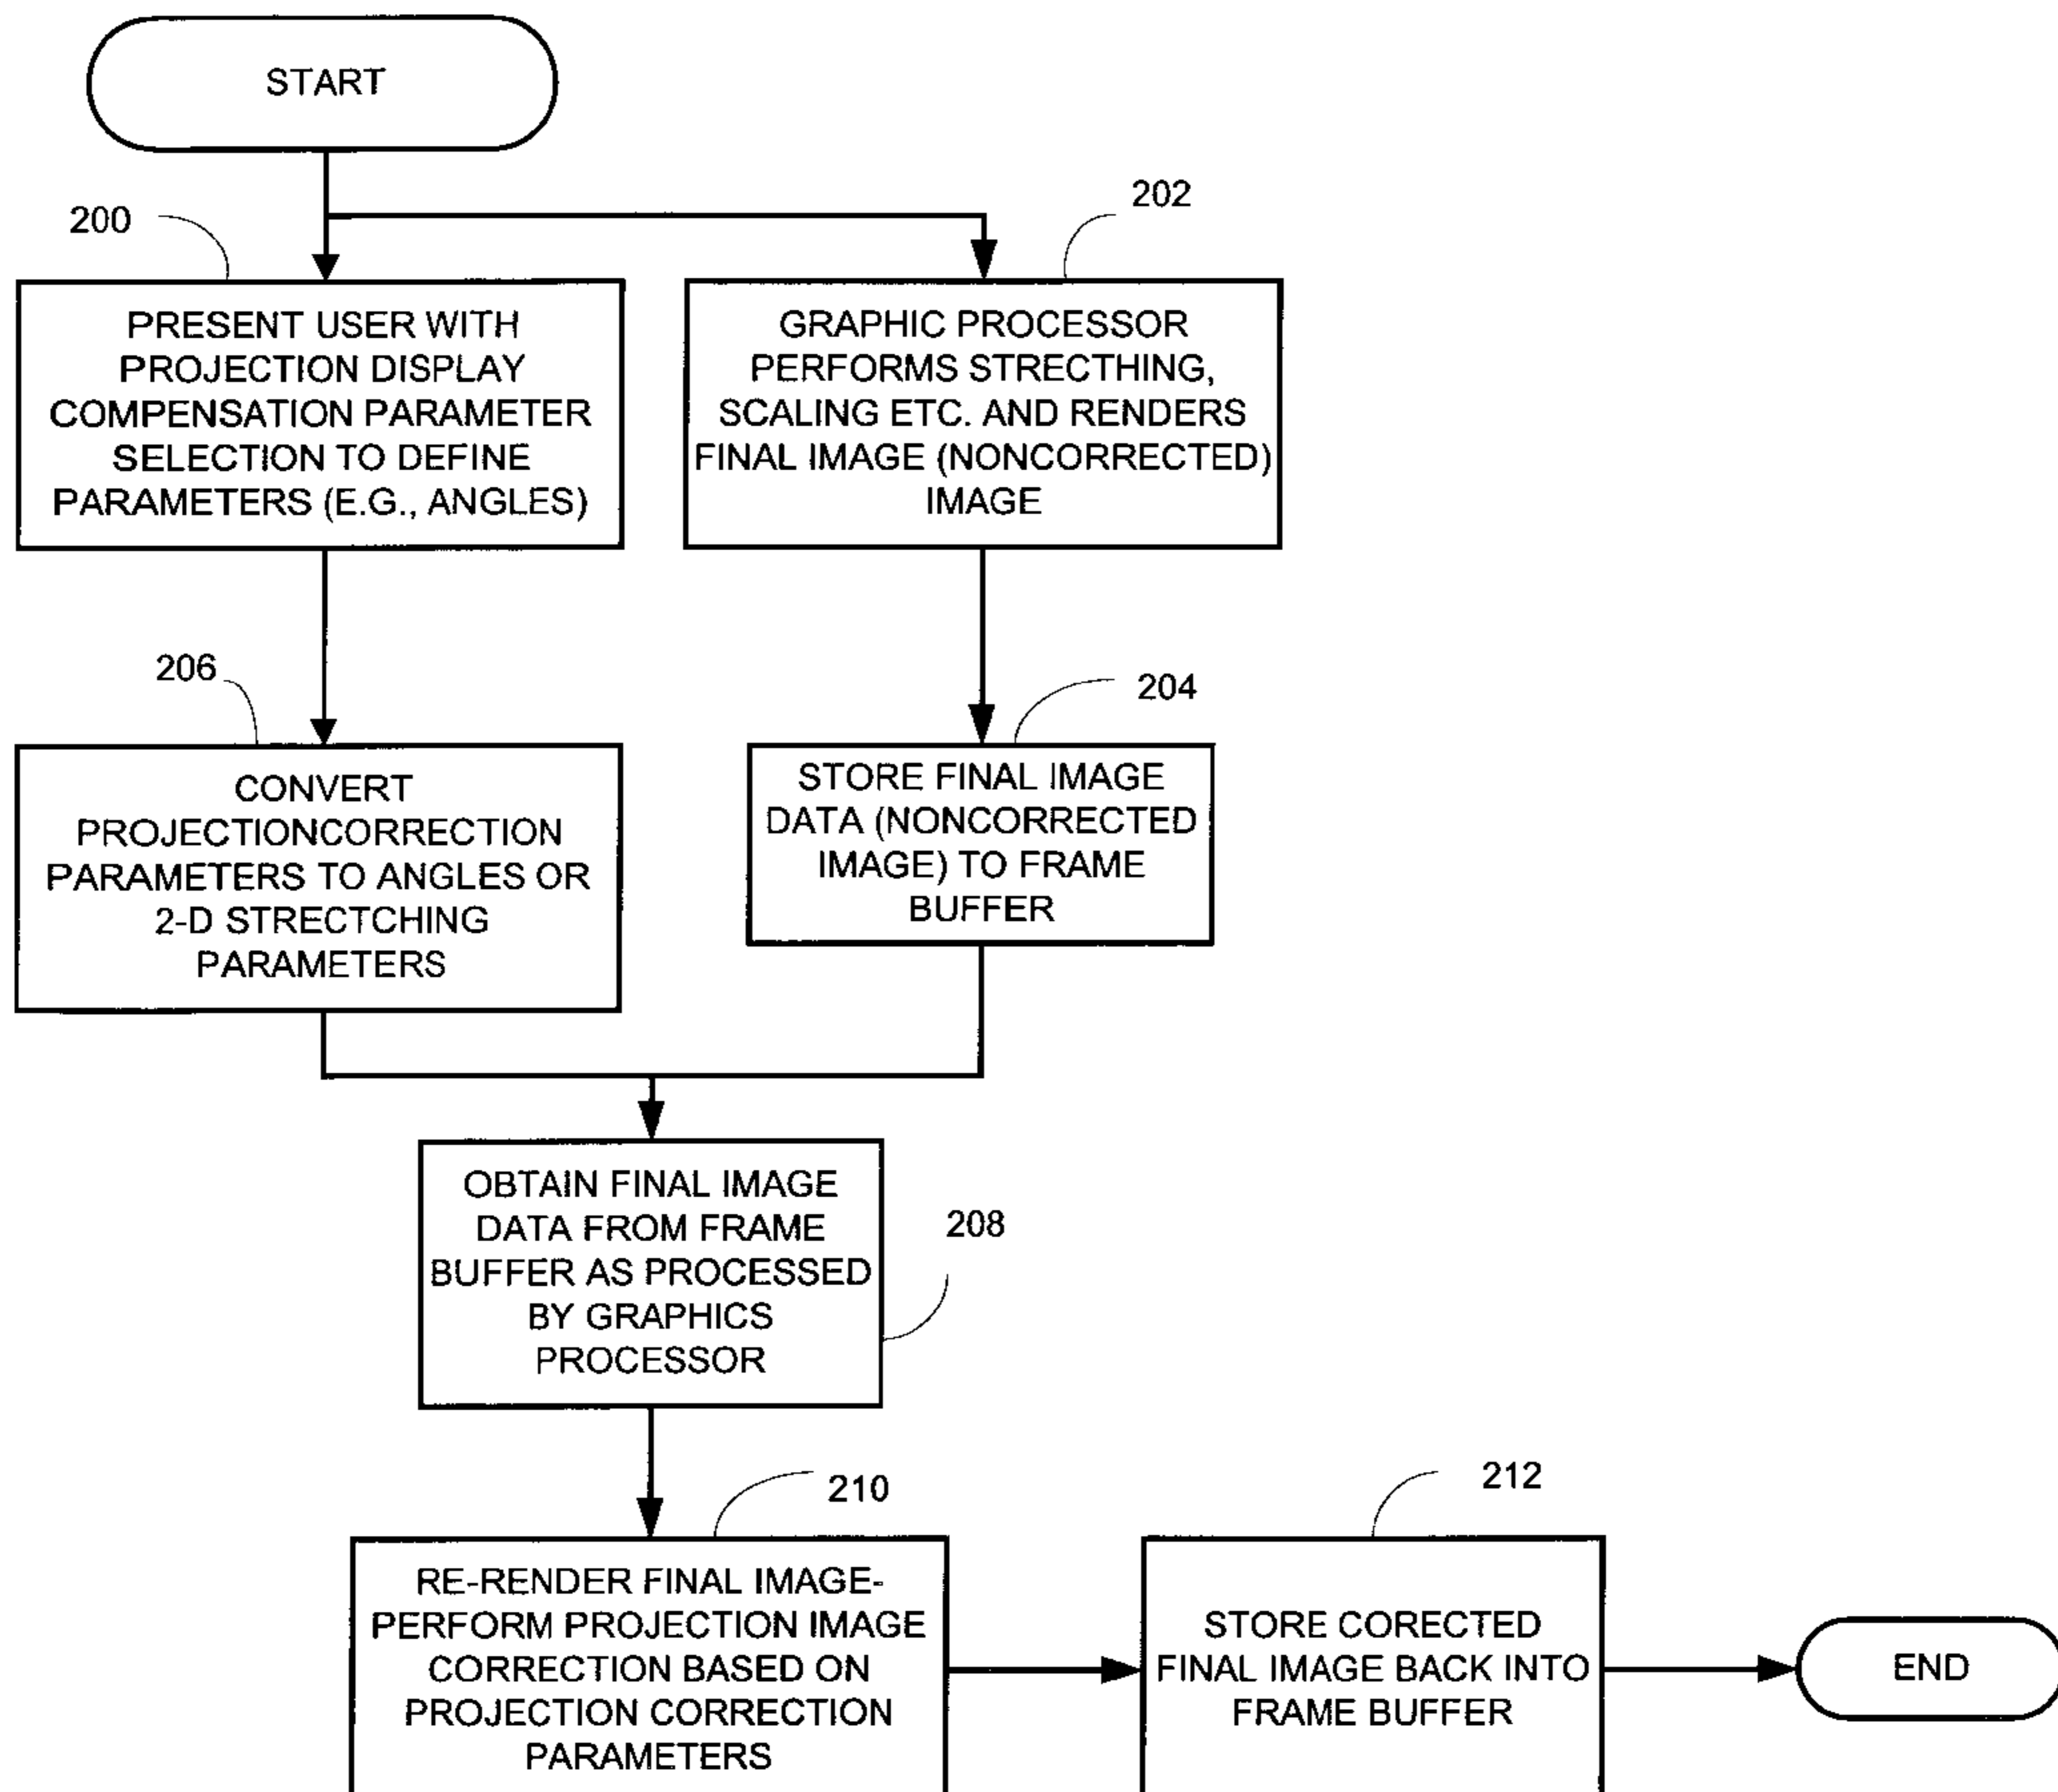 START
200
202
PRESENT USER WITH
PROJECTION DISPLAY
COMPENSATION PARAMETER
SELECTION TO DEFINE
PARAMETERS (E.G., ANGLES)
GRAPHIC PROCESSOR
PERFORMS STRECTHING,
SCALING ETC. AND RENDERS
FINAL IMAGE (NONCORRECTED)
IMAGE
206
204
CONVERT
PROJECTIONCORRECTION
PARAMETERS TO ANGLES OR
2-D STRECTCHING
PARAMETERS
STORE FINAL IMAGE
DATA (NONCORRECTED
IMAGE) TO FRAME
BUFFER
OBTAIN FINAL IMAGE
DATA FROM FRAME
BUFFER AS PROCESSED
BY GRAPHICS
PROCESSOR
208
210
212
RE-RENDER FINAL IMAGE-
PERFORM PROJECTION IMAGE
CORRECTION BASED ON
PROJECTION CORRECTION
PARAMETERS
STORE CORECTED
FINAL IMAGE BACK INTO
FRAME BUFFER
END